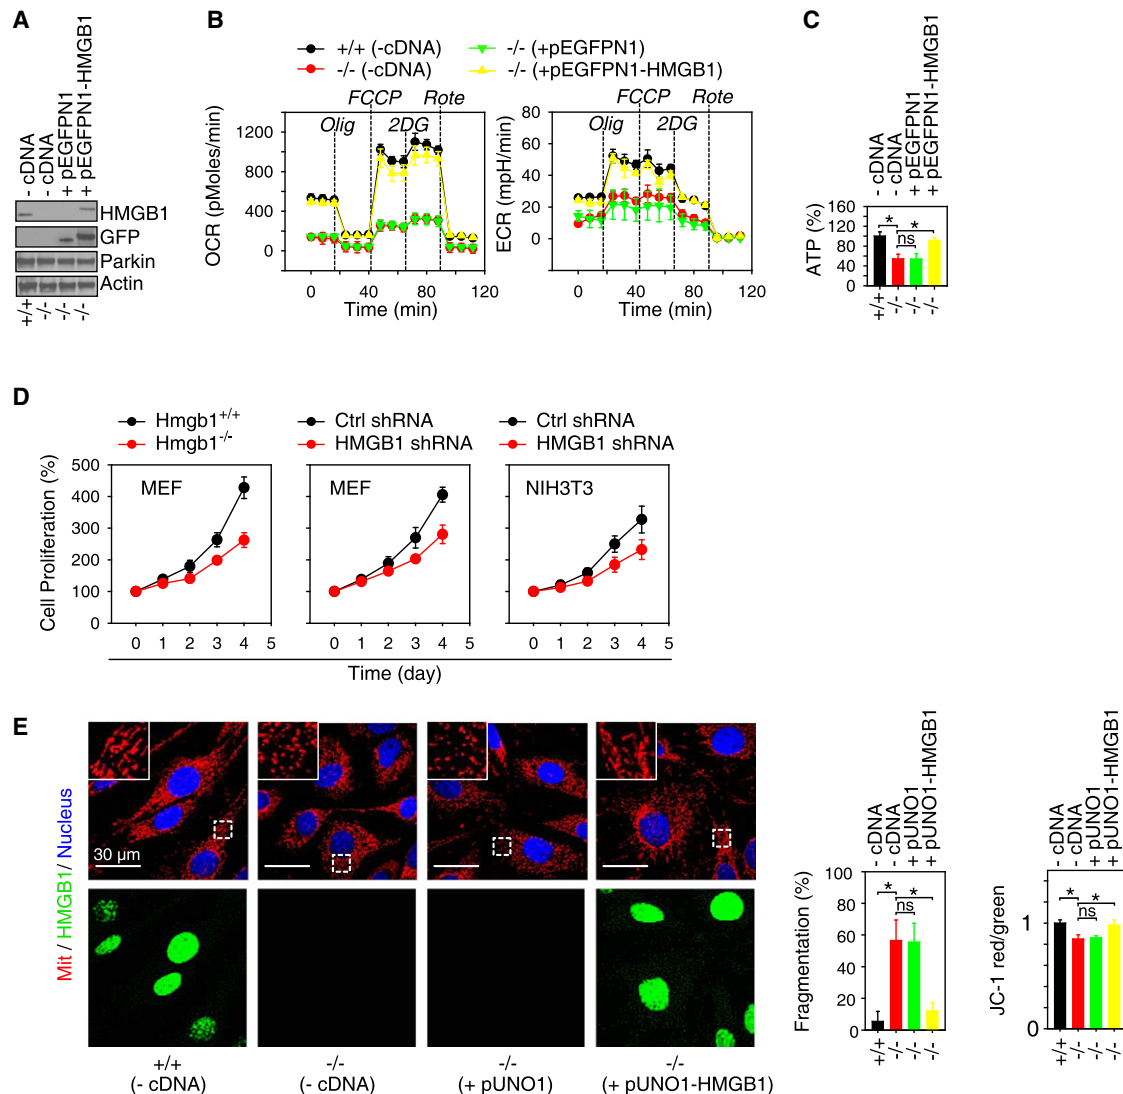 A
- cDNA
- cDNA
+ pEGFPN1
+ pEGFPN1-HMGB1
HMGB1
GFP
Parkin
Actin
+/+
-/-
-/-
-/-
B
+/+ (-cDNA)
-/- (-cDNA)
-/- (+pEGFPN1)
-/- (+pEGFPN1-HMGB1)
FCCP Rote
Olig 2DG
OCR (pMoles/min)
1200
800
400
0
0 40 80 120
Time (min)
FCCP Rote
Olig 2DG
ECR (mpH/min)
80
60
40
20
0
0 40 80 120
Time (min)
C
- cDNA
- cDNA
+ pEGFPN1
+ pEGFPN1-HMGB1
ATP (%)
160
120
80
40
0
* *
ns
+/+
-/-
-/-
-/-
D
Hmgb1+/+
Hmgb1-/-
Ctrl shRNA
HMGB1 shRNA
Ctrl shRNA
HMGB1 shRNA
Cell Proliferation (%)
500
400
300
200
100
0
MEF
MEF
NIH3T3
0 1 2 3 4 5
0 1 2 3 4 5
0 1 2 3 4 5
Time (day)
E
Mit / HMGB1/ Nucleus
30 µm
+/+
(- cDNA)
-/-
(- cDNA)
-/-
(+ pUNO1)
-/-
(+ pUNO1-HMGB1)
- cDNA
- cDNA
+ pUNO1
+ pUNO1-HMGB1
Fragmentation (%)
100
80
60
40
20
0
* *
ns
+/+
-/-
-/-
-/-
- cDNA
- cDNA
+ pUNO1
+ pUNO1-HMGB1
JC-1 red/green
1
0
* *
ns
+/+
-/-
-/-
-/-